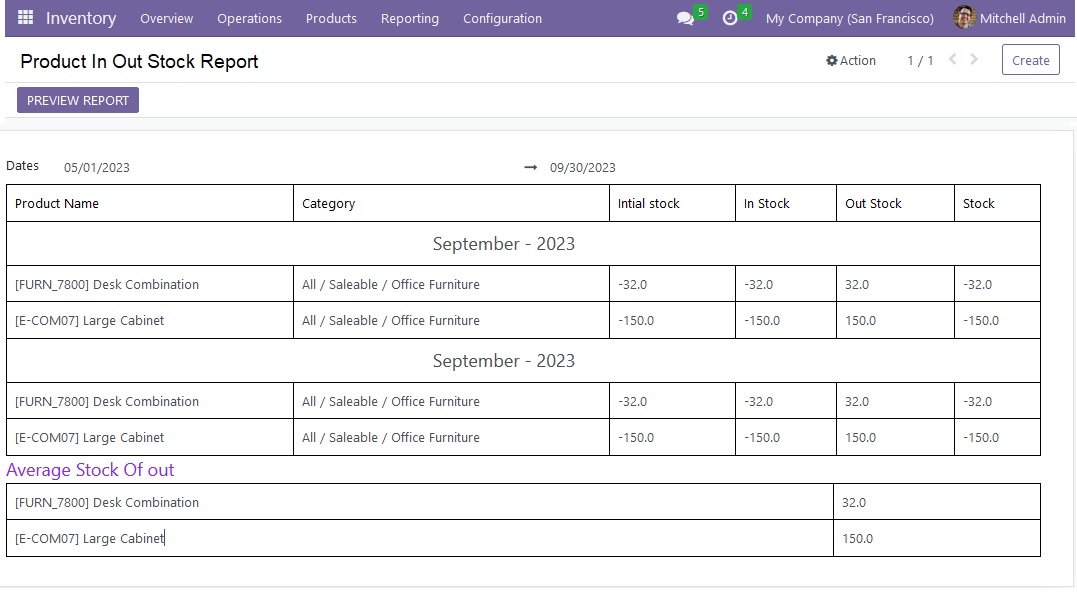 Inventory Overview Operations Products Reporting Configuration 5 4 My Company (San Francisco) Mitchell Admin
Product In Out Stock Report Action 1 / 1 Create
PREVIEW REPORT
Dates 05/01/2023 → 09/30/2023
Product Name Category Intial stock In Stock Out Stock Stock
September - 2023
[FURN_7800] Desk Combination All / Saleable / Office Furniture -32.0 -32.0 32.0 -32.0
[E-COM07] Large Cabinet All / Saleable / Office Furniture -150.0 -150.0 150.0 -150.0
September - 2023
[FURN_7800] Desk Combination All / Saleable / Office Furniture -32.0 -32.0 32.0 -32.0
[E-COM07] Large Cabinet All / Saleable / Office Furniture -150.0 -150.0 150.0 -150.0
Average Stock Of out
[FURN_7800] Desk Combination 32.0
[E-COM07] Large Cabinet 150.0